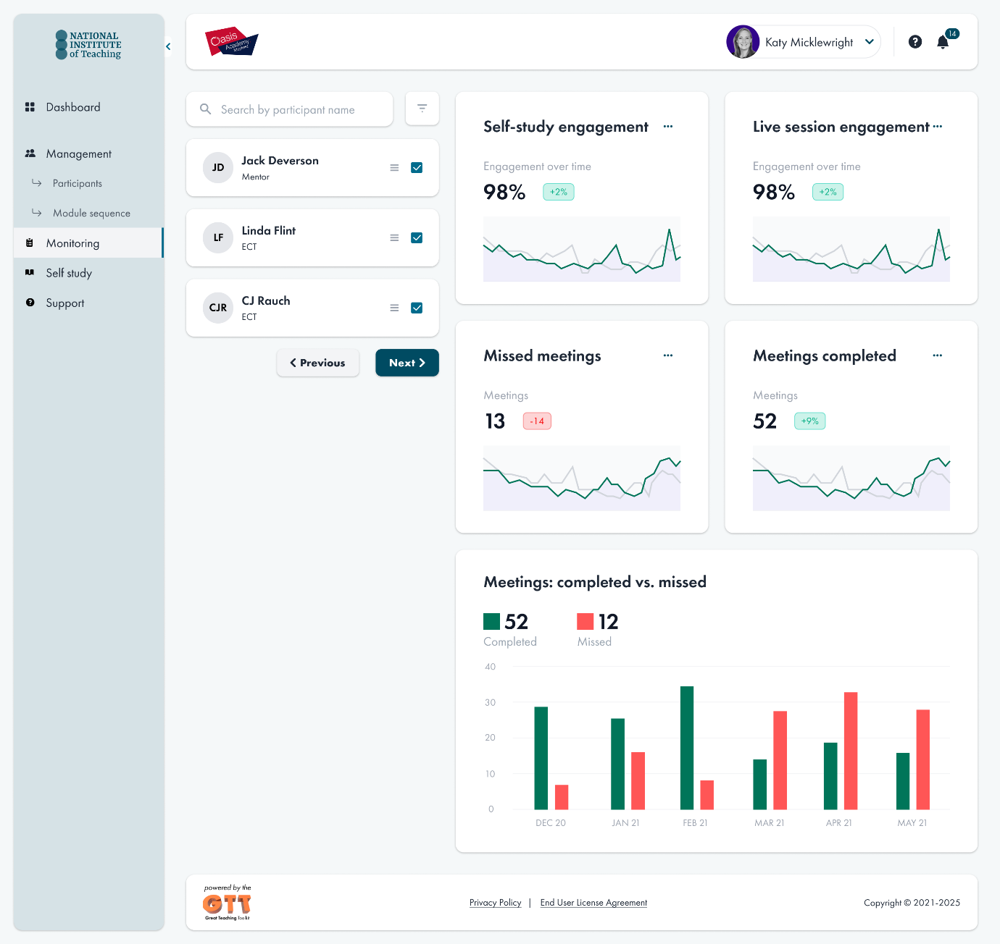 NATIONAL
INSTITUTE
of Teaching
Dashboard
Management
Participants
Module sequence
Monitoring
Self study
Support
Oasis
Academy
Katy Micklewright
14
Search by participant name
JD
Jack Deverson
Mentor
LF
Linda Flint
ECT
CJR
CJ Rauch
ECT
Previous
Next
Self-study engagement
Engagement over time
98%
+2%
Live session engagement
Engagement over time
98%
+2%
Missed meetings
Meetings
13
-14
Meetings completed
Meetings
52
+9%
Meetings: completed vs. missed
52
Completed
12
Missed
40
30
20
10
0
DEC 20
JAN 21
FEB 21
MAR 21
APR 21
MAY 21
powered by the
GTT
Great Teaching Toolkit
Privacy Policy | End User License Agreement
Copyright © 2021-2025